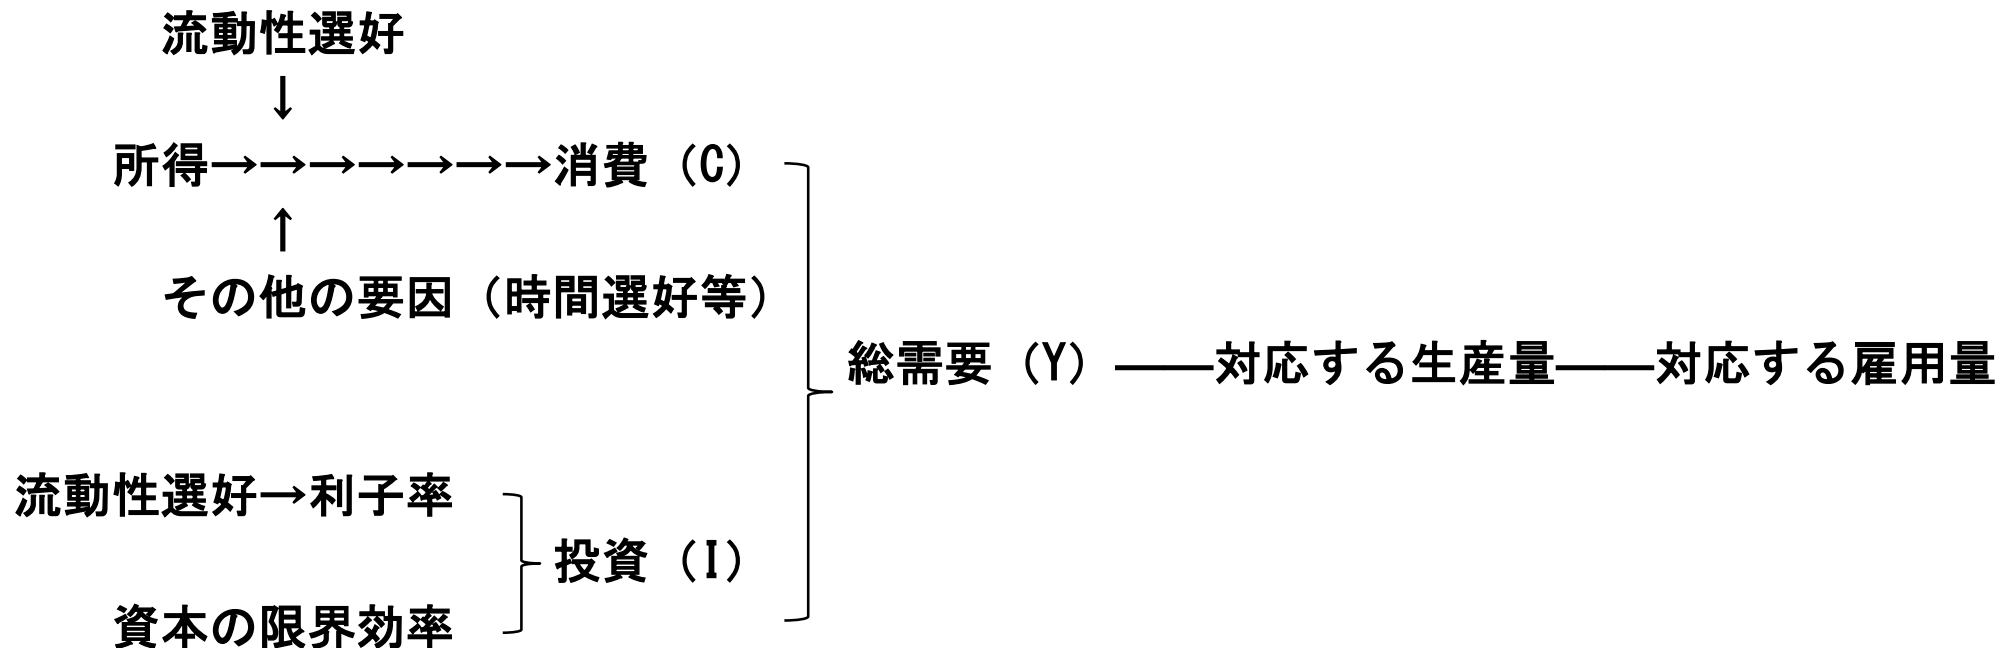 流動性選好
↓
所得→→→→→→→消費（C）
↑
その他の要因（時間選好等）
総需要（Y）――対応する生産量――対応する雇用量
流動性選好→利子率
投資（I）
資本の限界効率